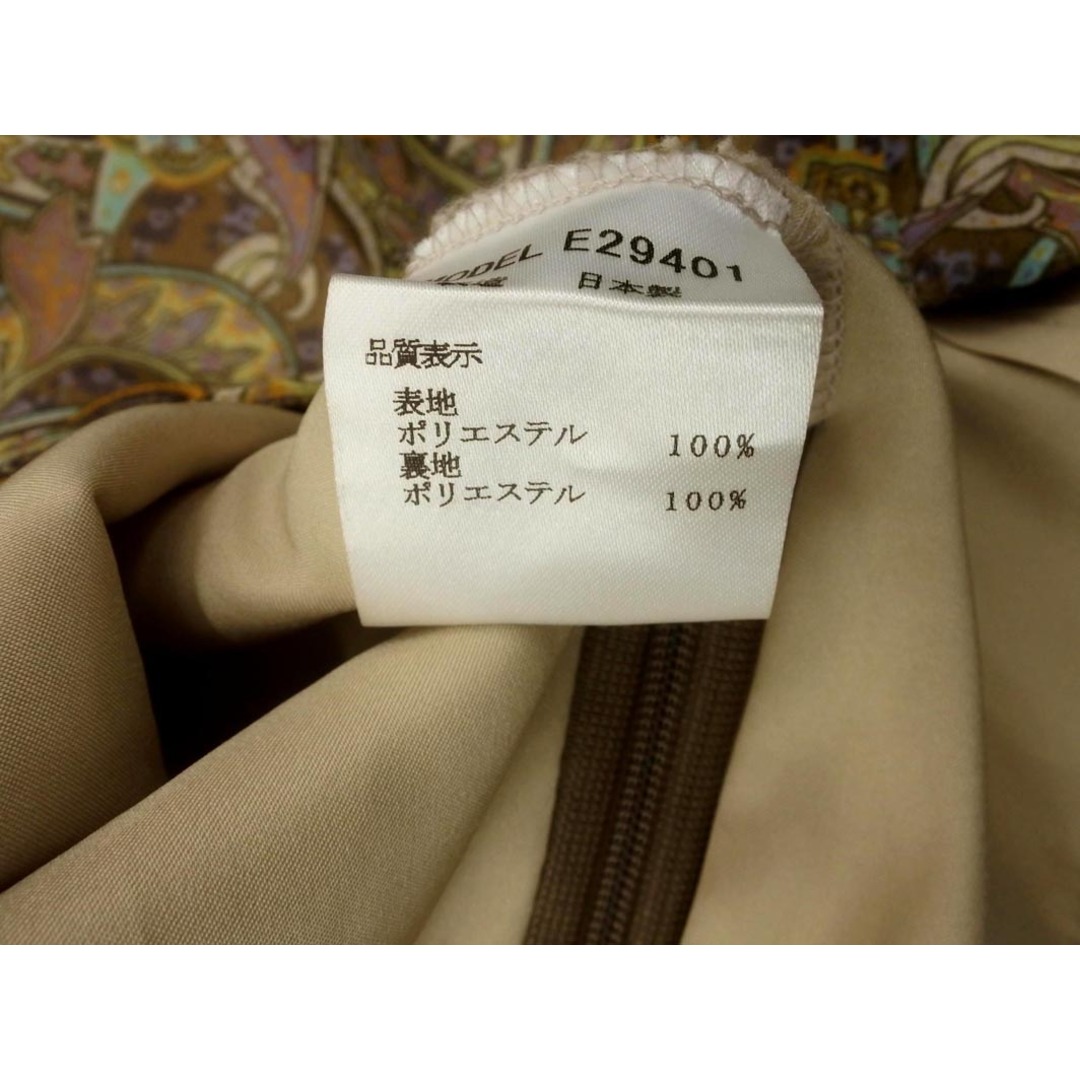 MODEL E29401
日本製
品質表示
表地
ポリエステル 100%
裏地
ポリエステル 100%